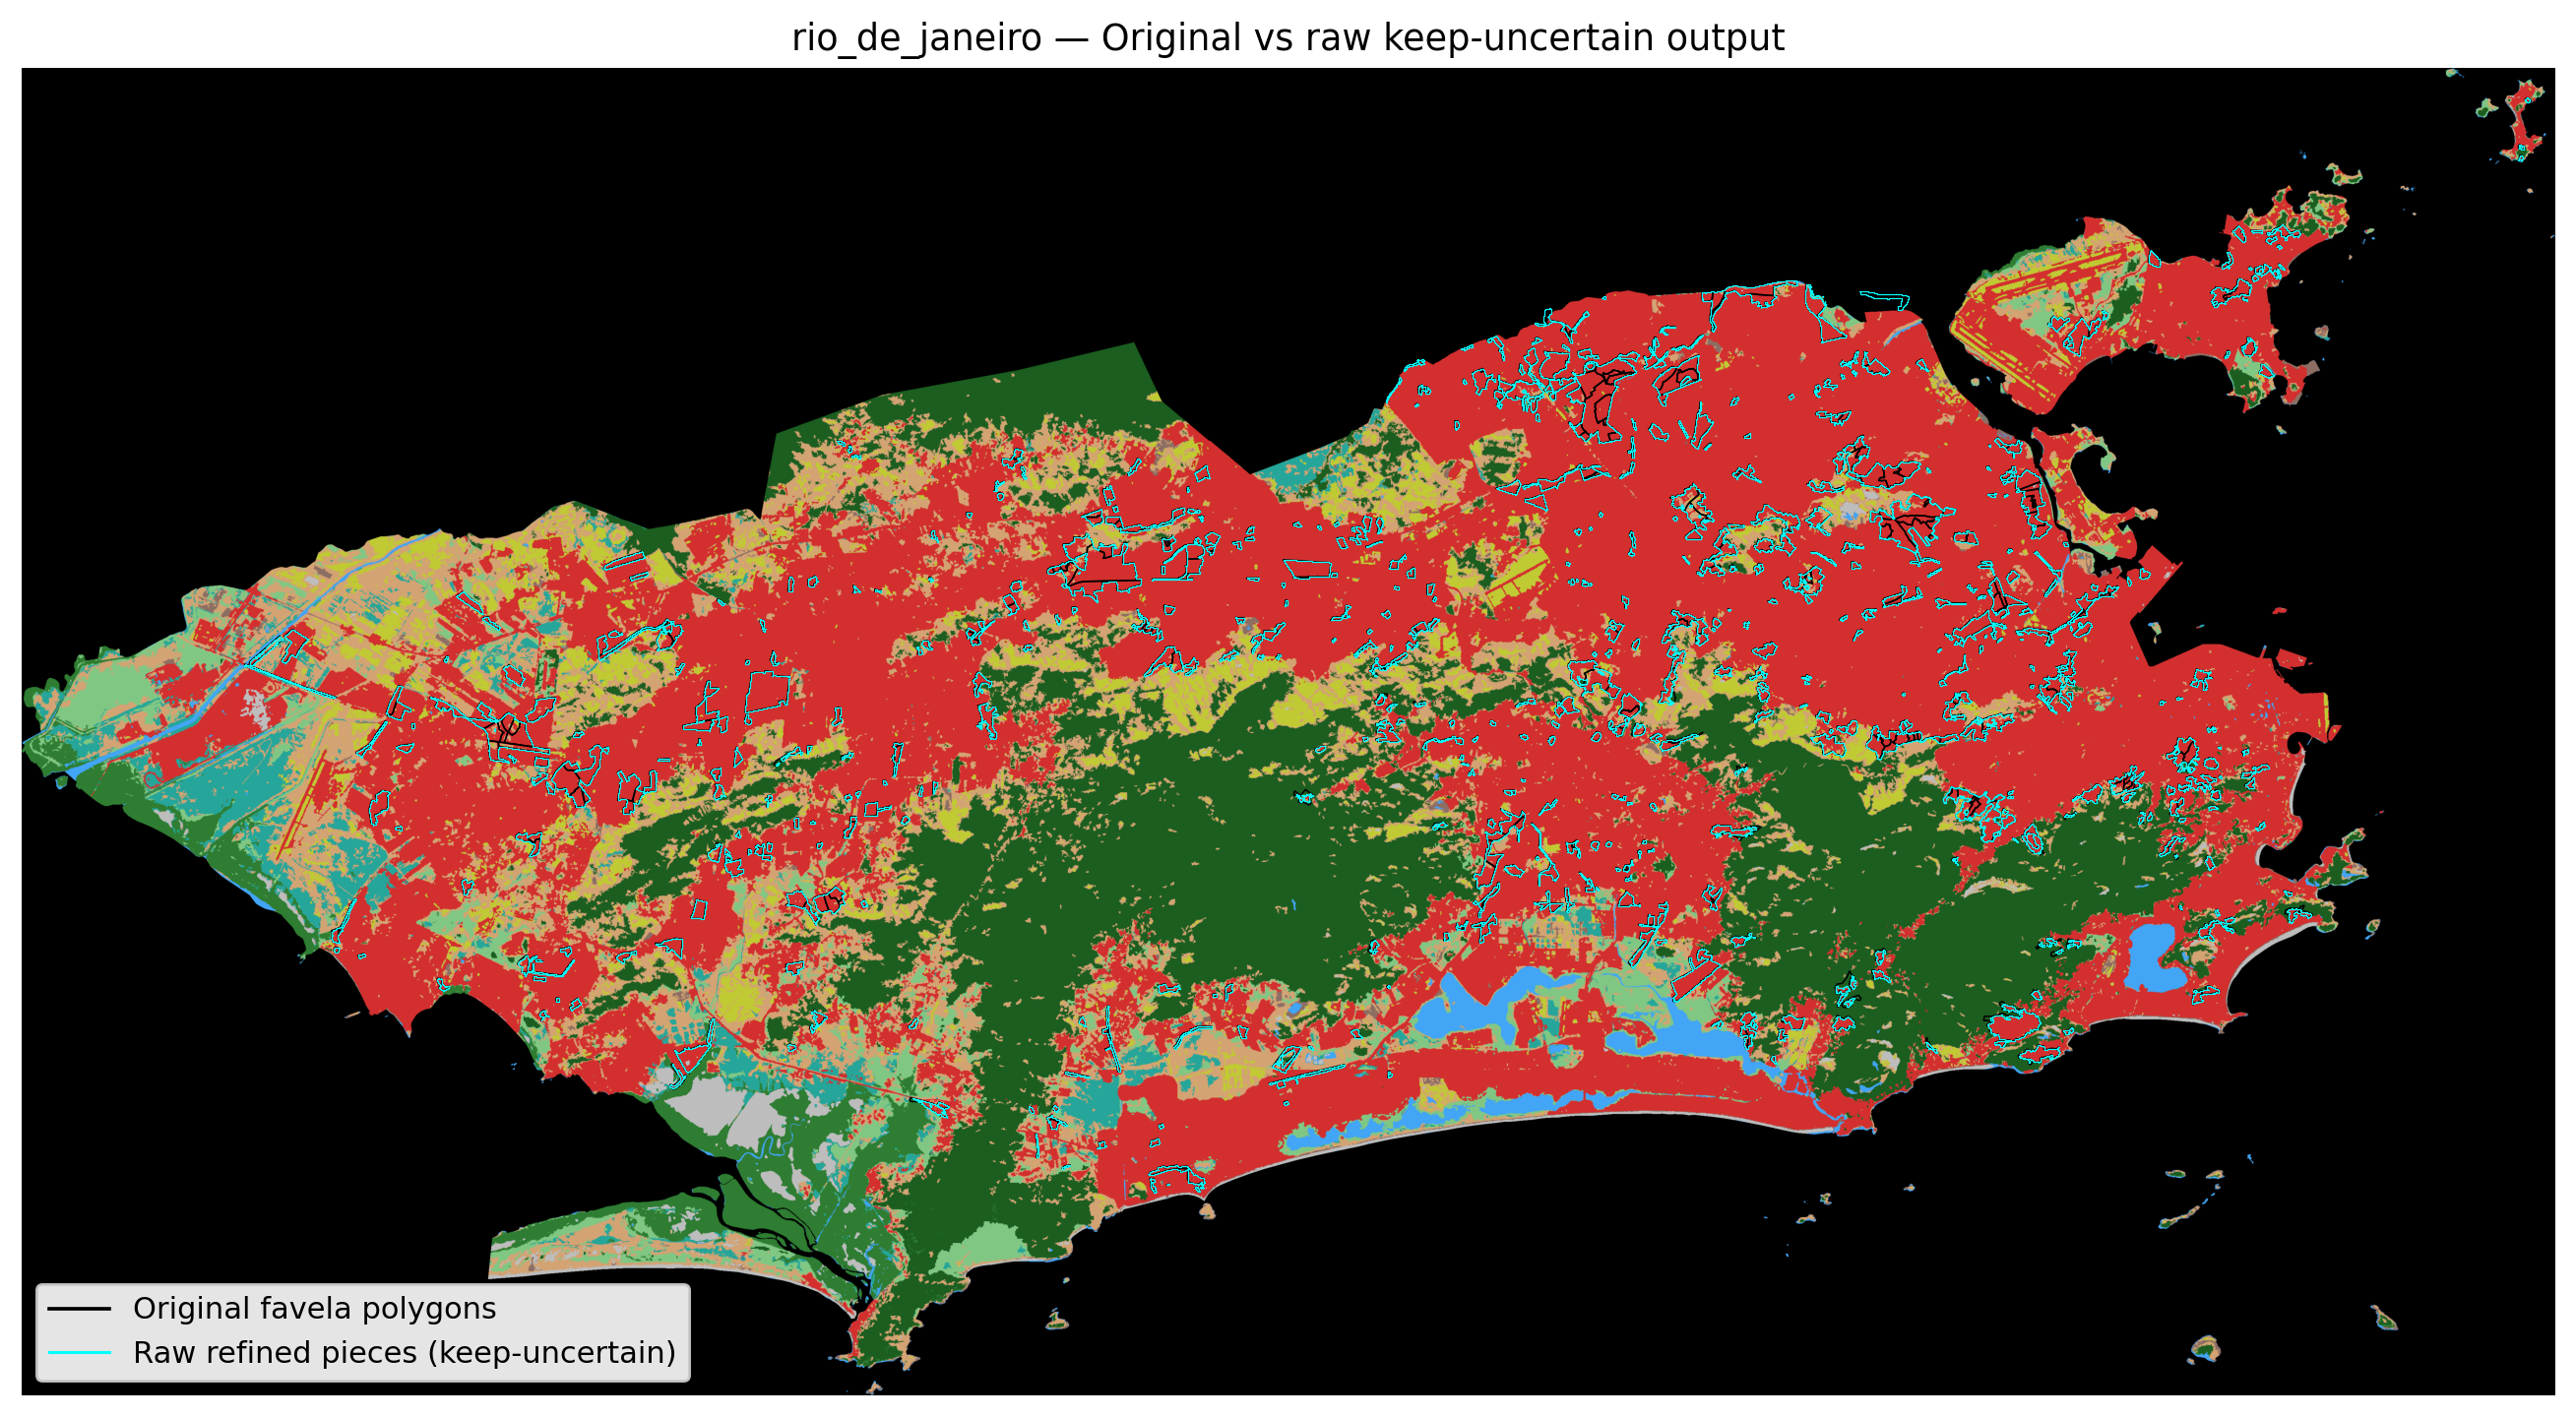 rio_de_janeiro — Original vs raw keep-uncertain output
Original favela polygons
Raw refined pieces (keep-uncertain)